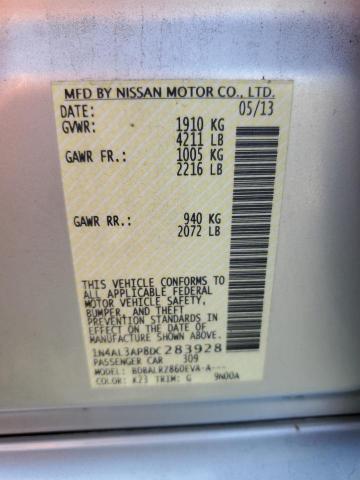 MFD BY NISSAN MOTOR CO., LTD.
DATE: 05/13
GVWR: 1910 KG
4211 LB
GAWR FR.: 1005 KG
2216 LB
GAWR RR.: 940 KG
2072 LB
THIS VEHICLE CONFORMS TO
ALL APPLICABLE FEDERAL
MOTOR VEHICLE SAFETY,
BUMPER, AND THEFT
PREVENTION STANDARDS IN
EFFECT ON THE DATE OF
MANUFACTURE SHOWN ABOVE.
1N4AL3AP8DC283928
PASSENGER CAR 309
MODEL: BDBALRZ860EVA-A---
COLOR: K23 TRIM: G 9N00A